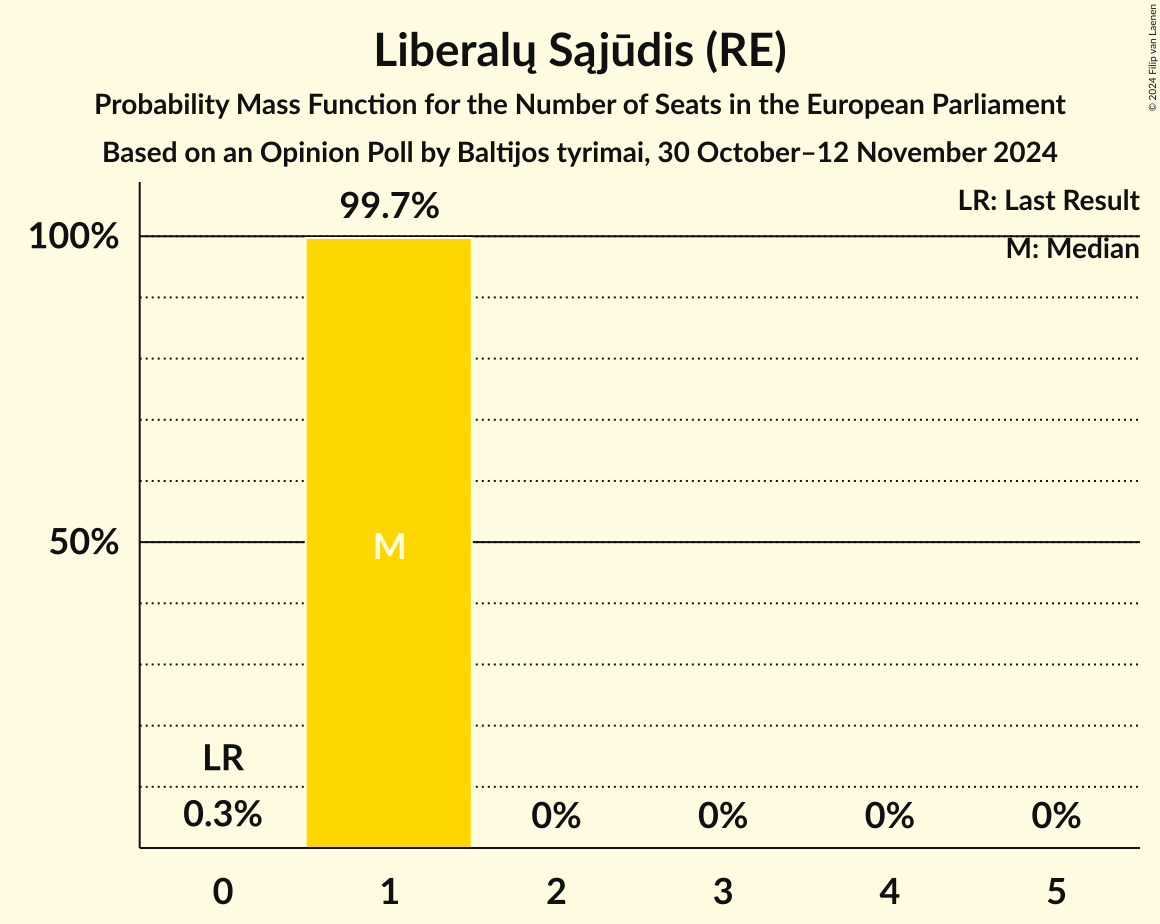 Liberalų Sąjūdis (RE)
Probability Mass Function for the Number of Seats in the European Parliament
Based on an Opinion Poll by Baltijos tyrimai, 30 October–12 November 2024
© 2024 Filip van Laenen
LR: Last Result
M: Median
99.7%
100%
50%
M
LR
0.3%
0%
0%
0%
0%
0
1
2
3
4
5